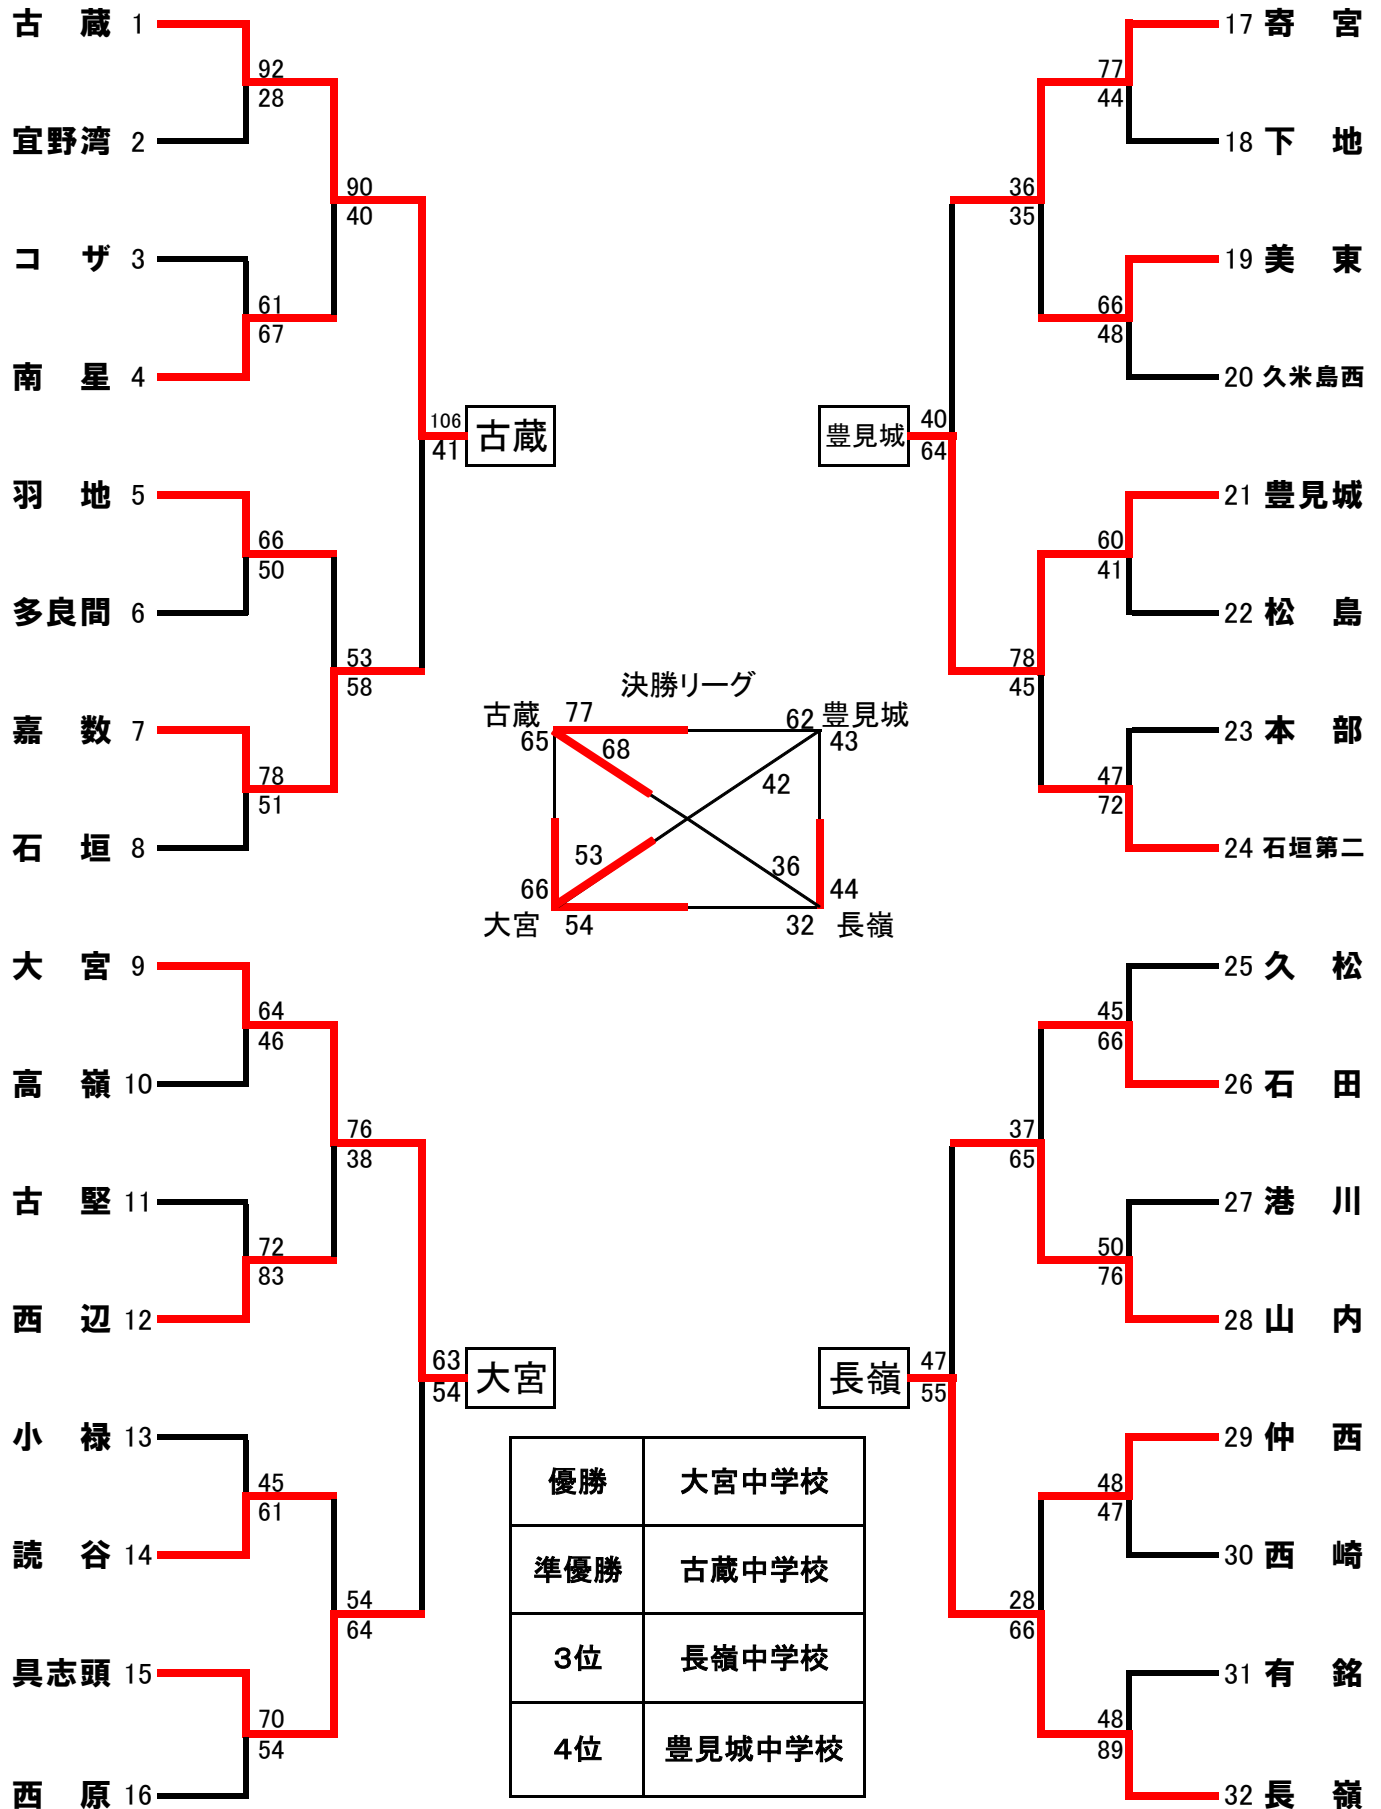 古蔵 1
92
28
宜野湾 2
90
40
コザ 3
61
67
南星 4
106
41
古蔵
羽地 5
66
50
多良間 6
53
58
嘉数 7
78
51
石垣 8
大宮 9
64
46
高嶺 10
76
38
古堅 11
72
83
西辺 12
63
54
大宮
小禄 13
45
61
読谷 14
54
64
具志頭 15
70
54
西原 16
17 寄宮
77
44
18 下地
36
35
19 美東
66
48
20 久米島西
豊見城
40
64
21 豊見城
60
41
22 松島
78
45
23 本部
47
72
24 石垣第二
25 久松
45
66
26 石田
37
65
27 港川
50
76
28 山内
長嶺
47
55
29 仲西
48
47
30 西崎
28
66
31 有銘
48
89
32 長嶺
決勝リーグ
古蔵 77 62 豊見城
65 68 43
42
53 36
66 44
大宮 54 32 長嶺
優勝 大宮中学校
準優勝 古蔵中学校
3位 長嶺中学校
4位 豊見城中学校